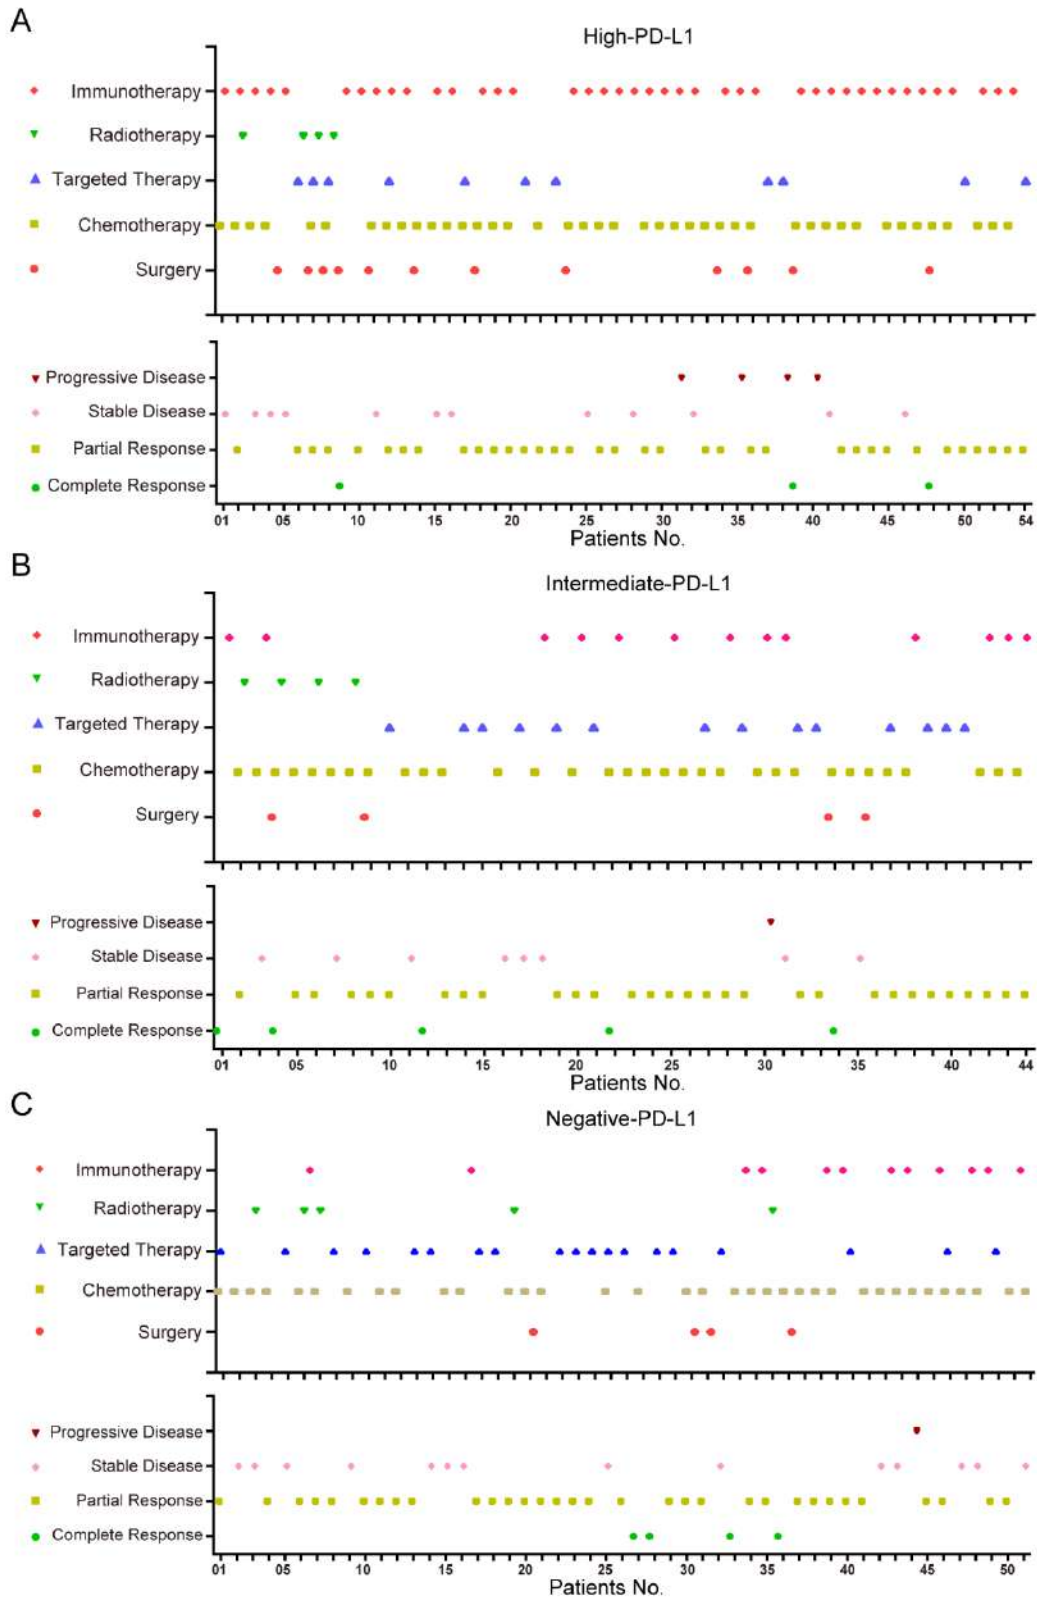 A
High-PD-L1
Immunotherapy
Radiotherapy
Targeted Therapy
Chemotherapy
Surgery
Progressive Disease
Stable Disease
Partial Response
Complete Response
01 05 10 15 20 25 30 35 40 45 50 54
Patients No.
B
Intermediate-PD-L1
Immunotherapy
Radiotherapy
Targeted Therapy
Chemotherapy
Surgery
Progressive Disease
Stable Disease
Partial Response
Complete Response
01 05 10 15 20 25 30 35 40 44
Patients No.
C
Negative-PD-L1
Immunotherapy
Radiotherapy
Targeted Therapy
Chemotherapy
Surgery
Progressive Disease
Stable Disease
Partial Response
Complete Response
01 05 10 15 20 25 30 35 40 45 50
Patients No.